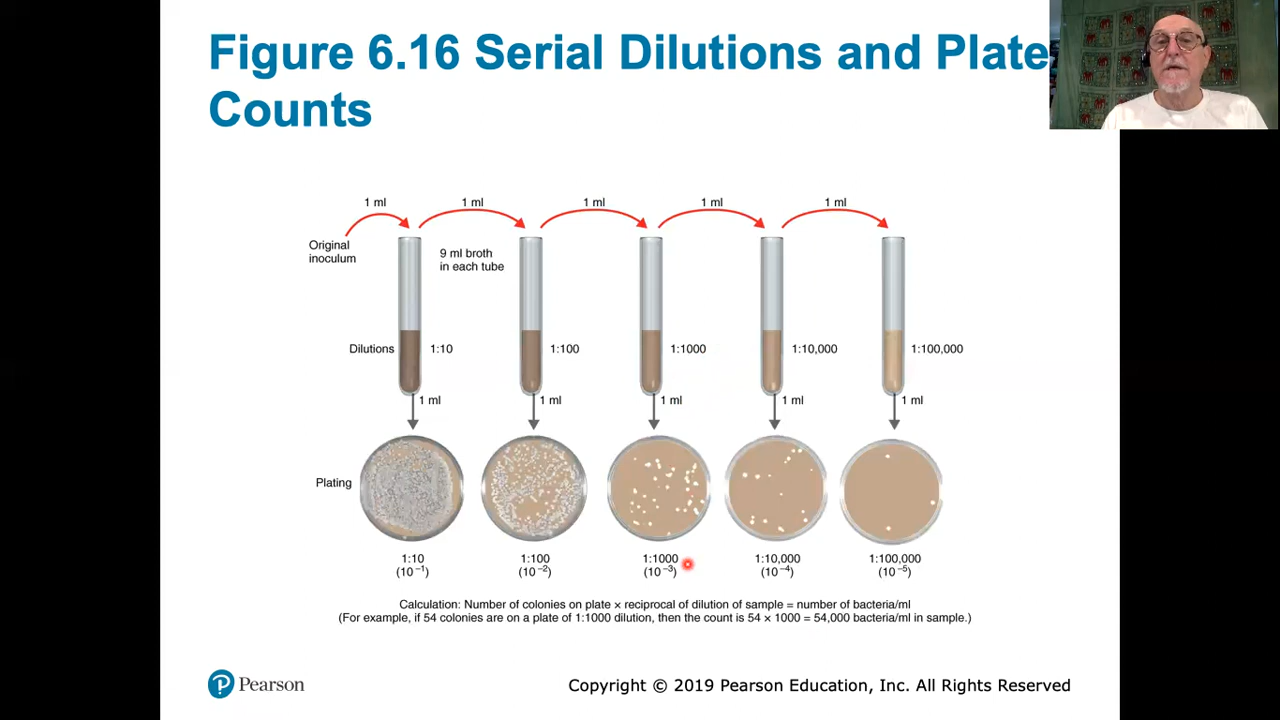 Figure 6.16 Serial Dilutions and Plate
Counts
1 ml
1 ml
1 ml
1 ml
1 ml
Original
inoculum
9 ml broth
in each tube
Dilutions
1:10
1:100
1:1000
1:10,000
1:100,000
1 ml
1 ml
1 ml
1 ml
1 ml
Plating
1:10
(10⁻¹)
1:100
(10⁻²)
1:1000
(10⁻³)
1:10,000
(10⁻⁴)
1:100,000
(10⁻⁵)
Calculation: Number of colonies on plate × reciprocal of dilution of sample = number of bacteria/ml
(For example, if 54 colonies are on a plate of 1:1000 dilution, then the count is 54 × 1000 = 54,000 bacteria/ml in sample.)
P Pearson
Copyright © 2019 Pearson Education, Inc. All Rights Reserved